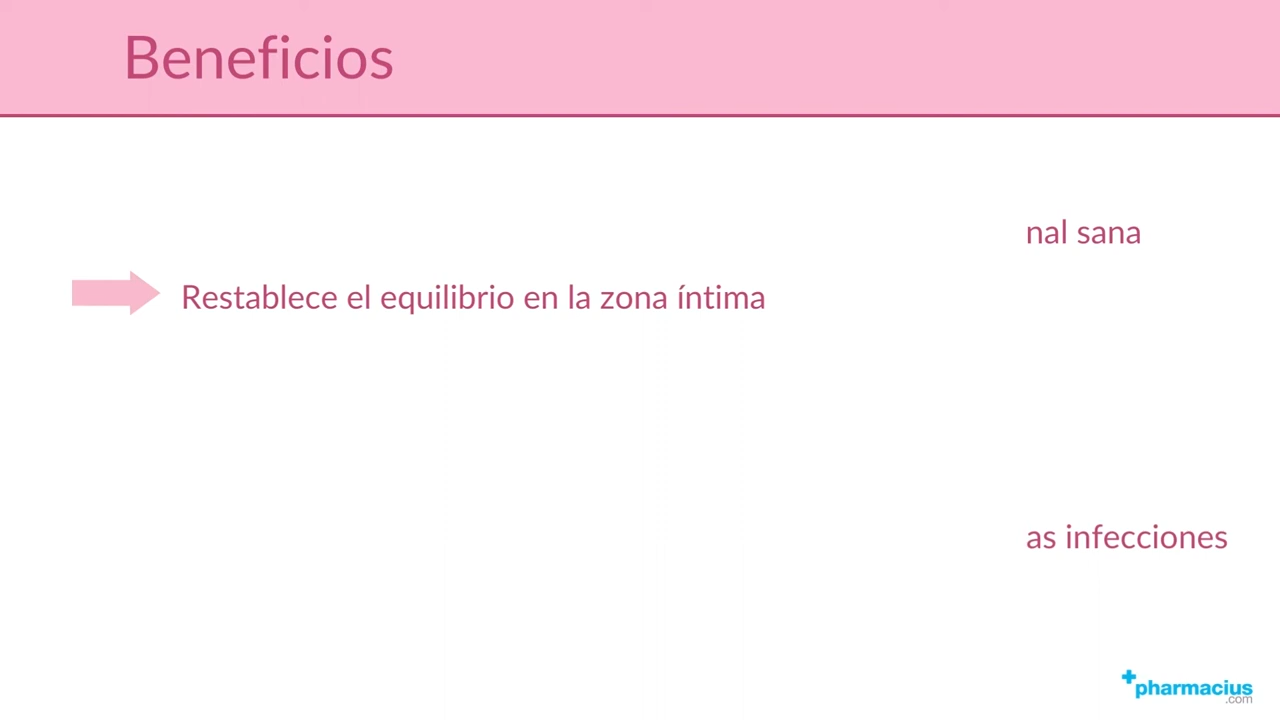 Beneficios
nal sana
Restablece el equilibrio en la zona íntima
as infecciones
pharmacius
.com